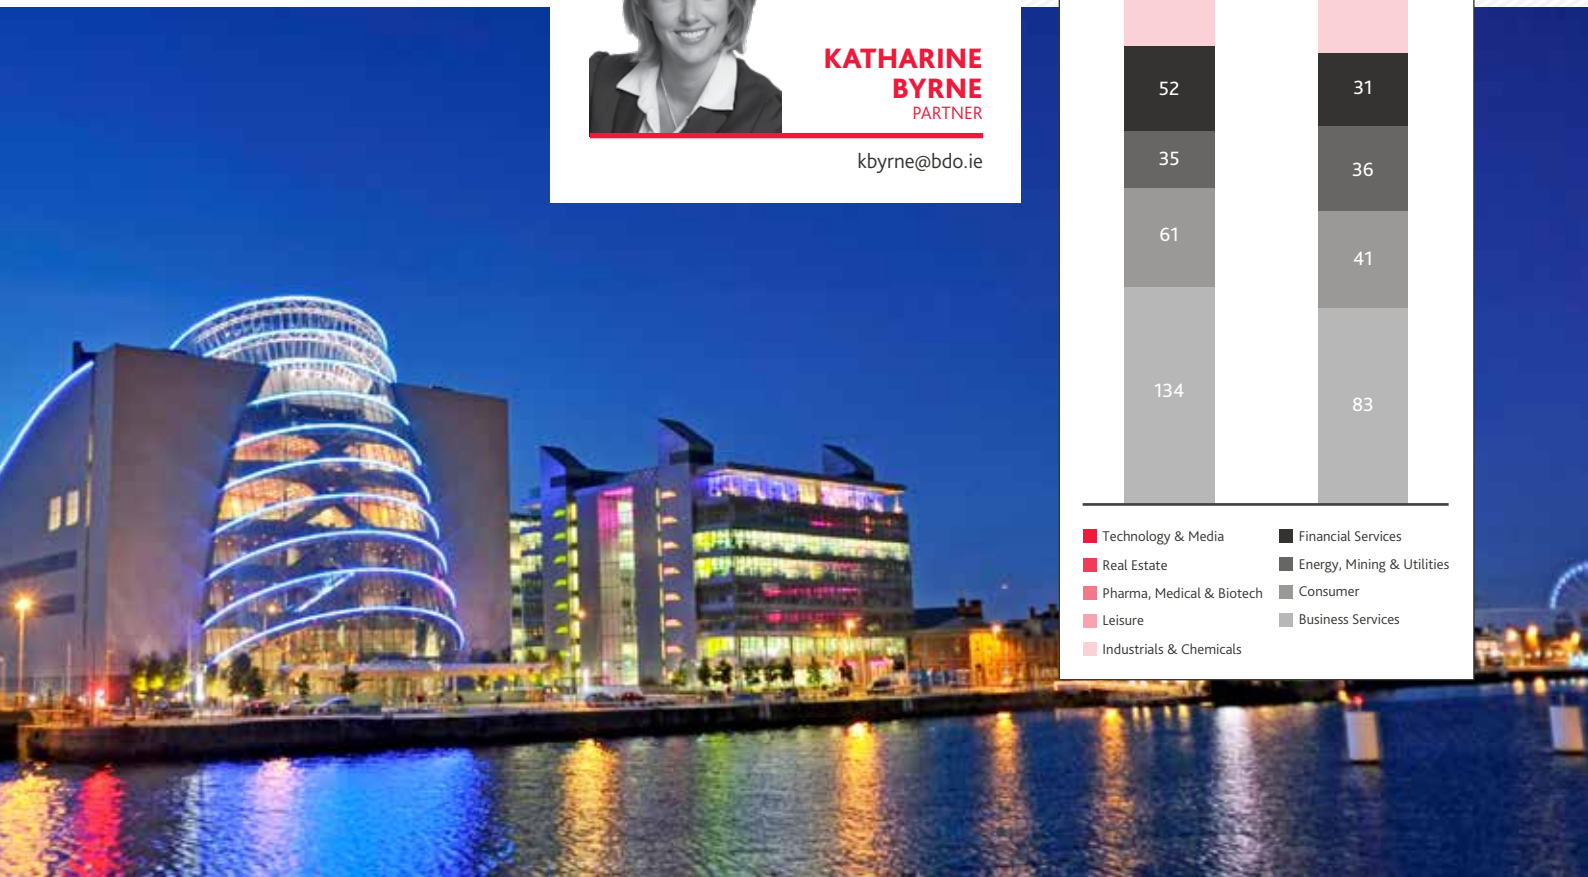 KATHARINE
BYRNE
PARTNER
kbyrne@bdo.ie
52
35
61
134
31
36
41
83
Technology & Media
Real Estate
Pharma, Medical & Biotech
Leisure
Industrials & Chemicals
Financial Services
Energy, Mining & Utilities
Consumer
Business Services